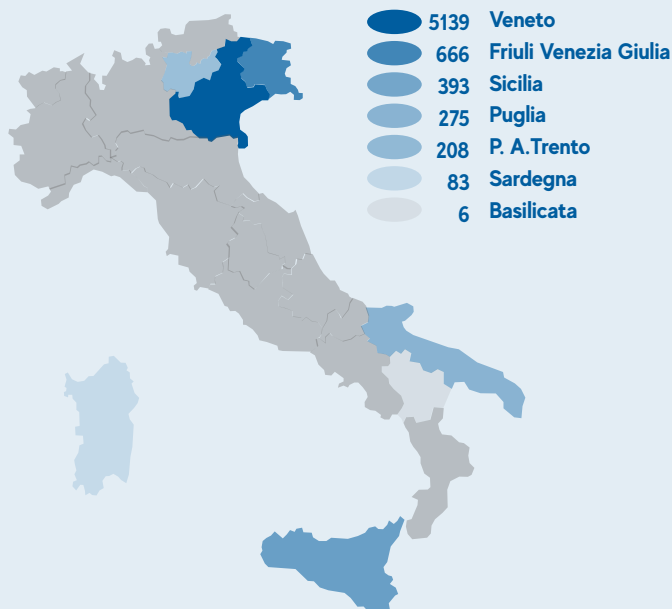 5139 Veneto
666 Friuli Venezia Giulia
393 Sicilia
275 Puglia
208 P. A.Trento
83 Sardegna
6 Basilicata